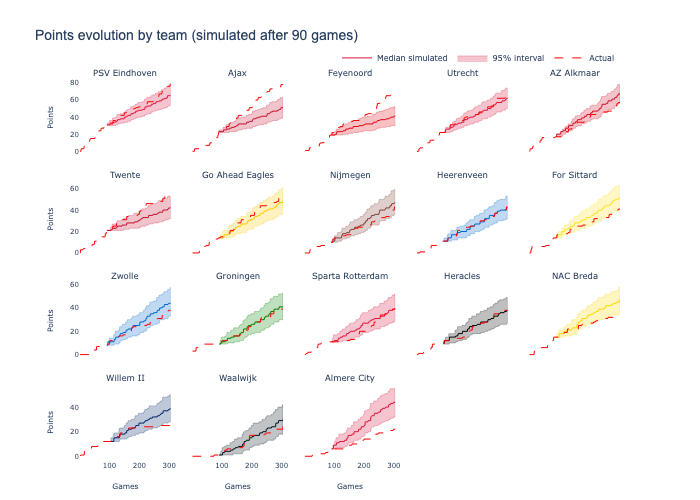 Points evolution by team (simulated after 90 games)
Median simulated 95% interval Actual
PSV Eindhoven Ajax Feyenoord Utrecht AZ Alkmaar
80
60
40
20
0
Points
Twente Go Ahead Eagles Nijmegen Heerenveen For Sittard
60
40
20
0
Points
Zwolle Groningen Sparta Rotterdam Heracles NAC Breda
60
40
20
0
Points
Willem II Waalwijk Almere City
40
20
0
Points
100 200 300 100 200 300 100 200 300
Games Games Games